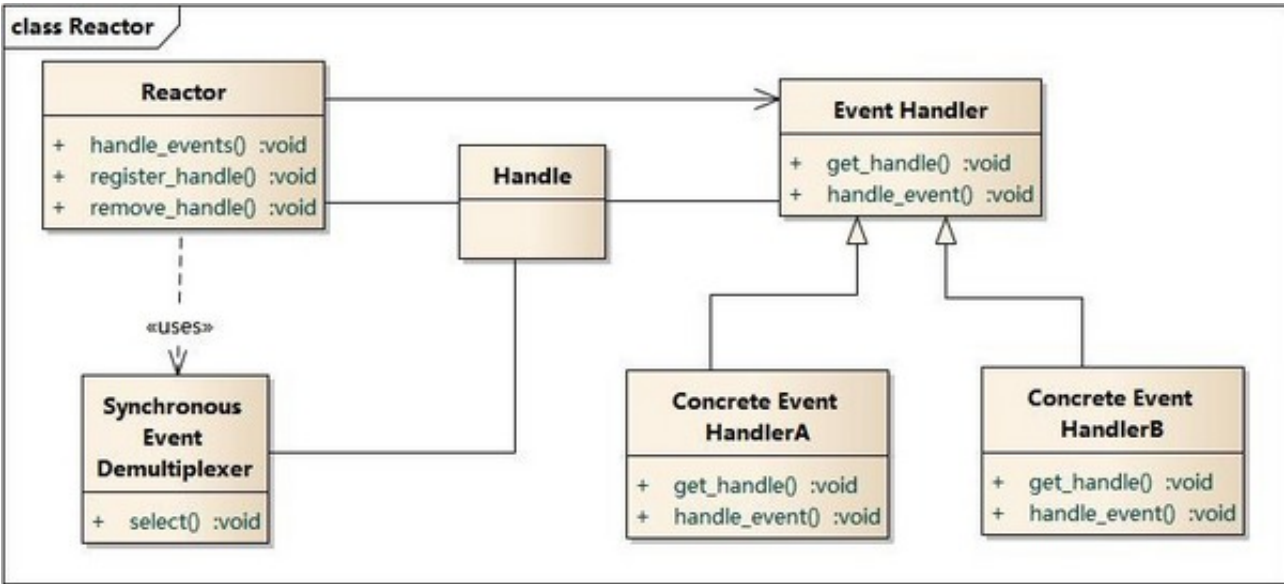 class Reactor
Reactor
+ handle_events() :void
+ register_handle() :void
+ remove_handle() :void
Handle
Event Handler
+ get_handle() :void
+ handle_event() :void
«uses»
Synchronous
Event
Demultiplexer
+ select() :void
Concrete Event
HandlerA
+ get_handle() :void
+ handle_event() :void
Concrete Event
HandlerB
+ get_handle() :void
+ handle_event() :void